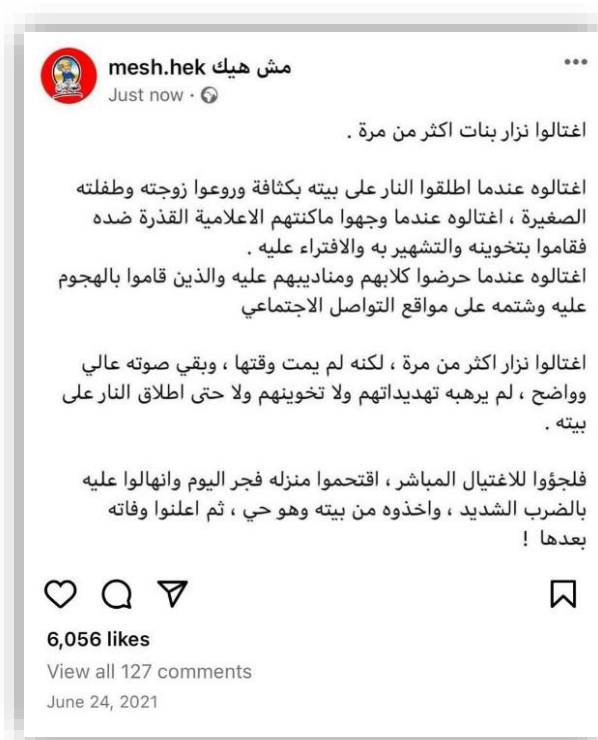 mesh.hek مش هيك
Just now
اغتالوا نزار بنات اكثر من مرة .
اغتالوه عندما اطلقوا النار على بيته بكثافة وروعوا زوجته وطفلته
الصغيرة ، اغتالوه عندما وجهوا ماكنتهم الاعلامية القذرة ضده
فقاموا بتخوينه والتشهير به والافتراء عليه .
اغتالوه عندما حرضوا كلابهم ومناديبهم عليه والذين قاموا بالهجوم
عليه وشتمه على مواقع التواصل الاجتماعي
اغتالوا نزار اكثر من مرة ، لكنه لم يمت وقتها ، وبقي صوته عالي
وواضح ، لم يرهبه تهديداتهم ولا تخوينهم ولا حتى اطلاق النار على
بيته .
فلجؤوا للاغتيال المباشر ، اقتحموا منزله فجر اليوم وانهالوا عليه
بالضرب الشديد ، واخذوه من بيته وهو حي ، ثم اعلنوا وفاته
بعدها !
6,056 likes
View all 127 comments
June 24, 2021